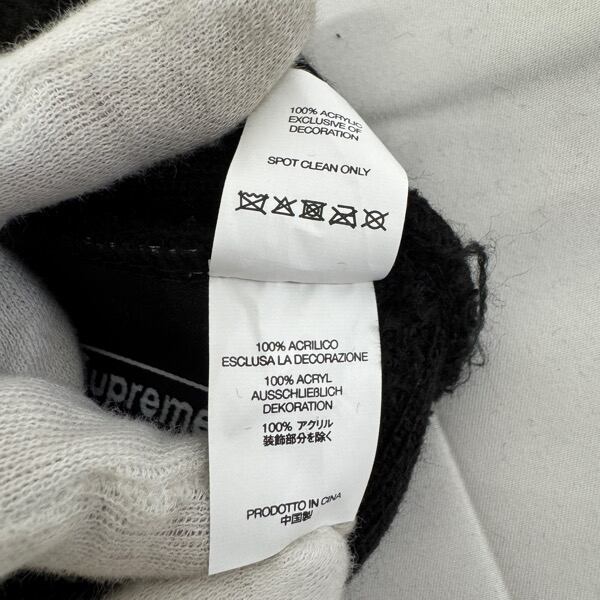 100% ACRYLIC
EXCLUSIVE OF
DECORATION
SPOT CLEAN ONLY
100% ACRILICO
ESCLUSA LA DECORAZIONE
100% ACRYL
AUSSCHLIEßLICH
DEKORATION
100% アクリル
装飾部分を除く
Supreme
PRODOTTO IN CINA
中国製